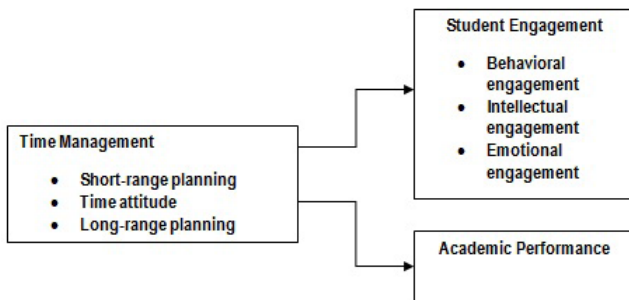 Student Engagement
• Behavioral
engagement
• Intellectual
engagement
• Emotional
engagement
Time Management
• Short-range planning
• Time attitude
• Long-range planning
Academic Performance